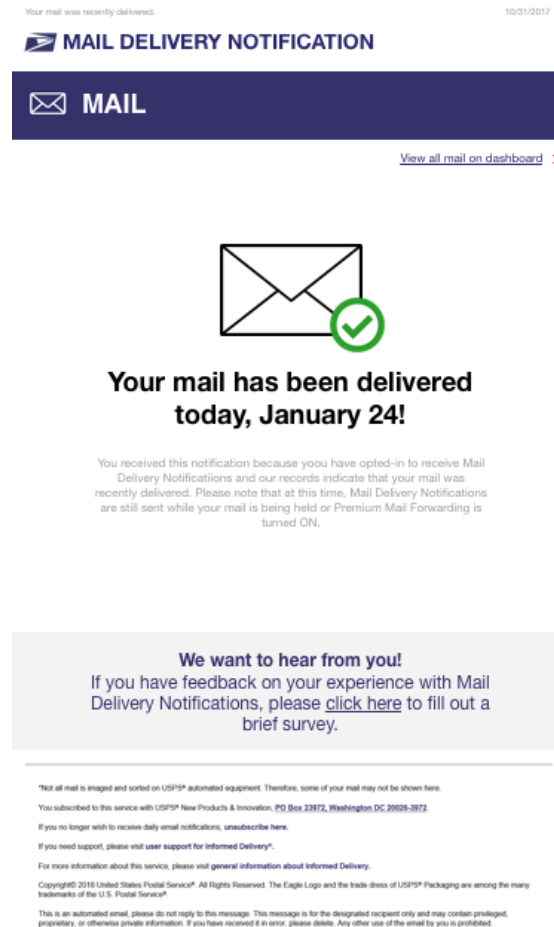 Your mail was recently delivered. 10/31/2017
MAIL DELIVERY NOTIFICATION
MAIL
View all mail on dashboard
Your mail has been delivered
today, January 24!
You received this notification because yoou have opted-in to receive Mail
Delivery Notificatiions and our records indicate that your mail was
recently delivered. Please note that at this time, Mail Delivery Notifications
are still sent while your mail is being held or Premium Mail Forwarding is
turned ON.
We want to hear from you!
If you have feedback on your experience with Mail
Delivery Notifications, please click here to fill out a
brief survey.
*Not all mail is imaged and sorted on USPS® automated equipment. Therefore, some of your mail may not be shown here.
You subscribed to this service with USPS® New Products & Innovation, PO Box 23972, Washington DC 20026-3972.
If you no longer wish to receive daily email notifications, unsubscribe here.
If you need support, please visit user support for Informed Delivery®.
For more information about this service, please visit general information about Informed Delivery.
Copyright© 2018 United States Postal Service®. All Rights Reserved. The Eagle Logo and the trade dress of USPS® Packaging are among the many
trademarks of the U.S. Postal Service®.
This is an automated email, please do not reply to this message. This message is for the designated recipient only and may contain privileged,
proprietary, or otherwise private information. If you have received it in error, please delete. Any other use of the email by you is prohibited.